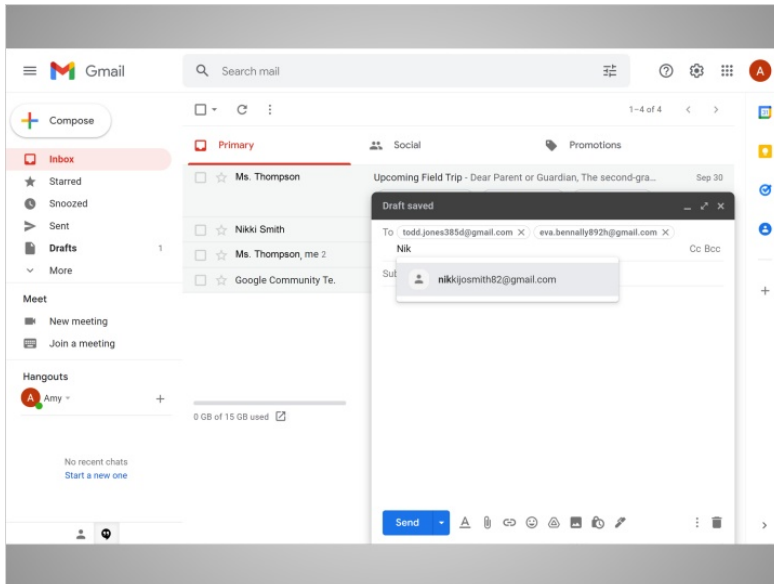 Gmail
Search mail
A
Compose
1–4 of 4
31
Primary
Social
Promotions
Inbox
Starred
Snoozed
Sent
Drafts 1
More
Ms. Thompson
Upcoming Field Trip - Dear Parent or Guardian, The second-gra...
Sep 30
Nikki Smith
Ms. Thompson, me 2
Google Community Te.
Draft saved
To todd.jones385d@gmail.com eva.bennally892h@gmail.com
Nik
Cc Bcc
nikkijosmith82@gmail.com
Meet
New meeting
Join a meeting
Hangouts
A Amy
0 GB of 15 GB used
No recent chats
Start a new one
Send